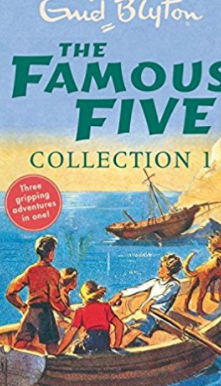 Enid Blyton
THE
FAMOUS
FIVE
COLLECTION 1
Three
gripping
adventures
in one!